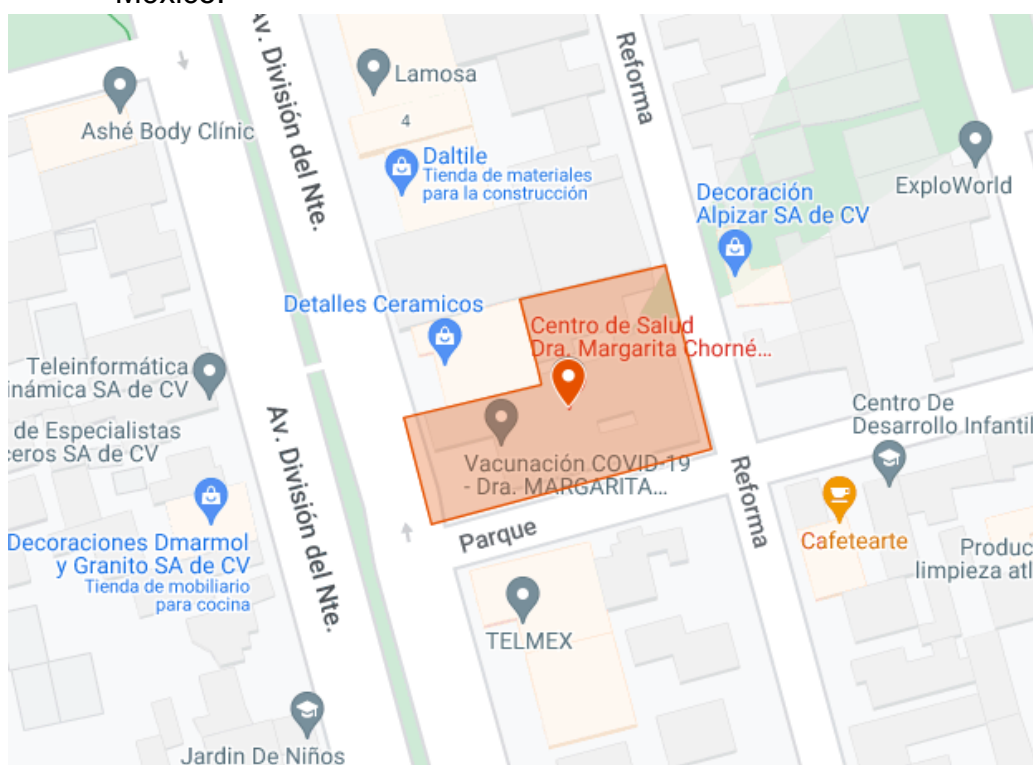 México.
Av. División del Nte.
Reforma
Lamosa
Ashé Body Clínic
4
Daltile
Tienda de materiales
para la construcción
Decoración
Alpizar SA de CV
ExploWorld
Detalles Ceramicos
Centro de Salud
Dra. Margarita Chorné...
Teleinformática
inámica SA de CV
Centro De
Desarrollo Infantil
de Especialistas
ceros SA de CV
Av. División del Nte.
Vacunación COVID-19
- Dra. MARGARITA...
Reforma
Parque
Decoraciones Dmarmol
y Granito SA de CV
Tienda de mobiliario
para cocina
Cafetearte
Produc
limpieza atl
TELMEX
Jardin De Niños